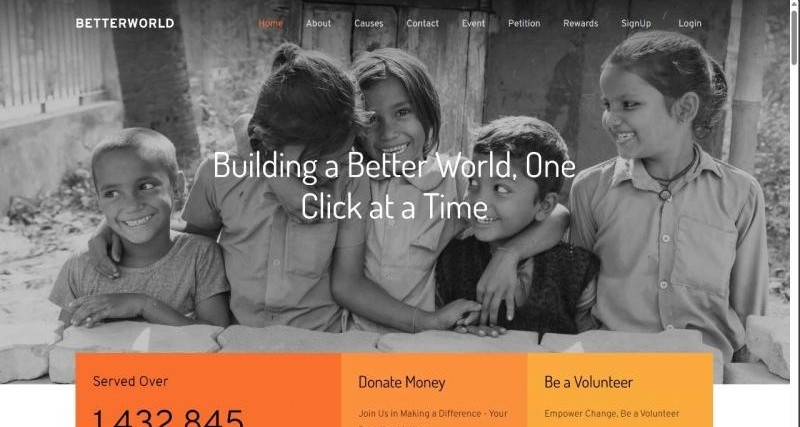 BETTERWORLD
Home About Causes Contact Event Petition Rewards SignUp Login
Building a Better World, One
Click at a Time
Served Over
1,432,845
Donate Money
Join Us in Making a Difference - Your
Be a Volunteer
Empower Change, Be a Volunteer